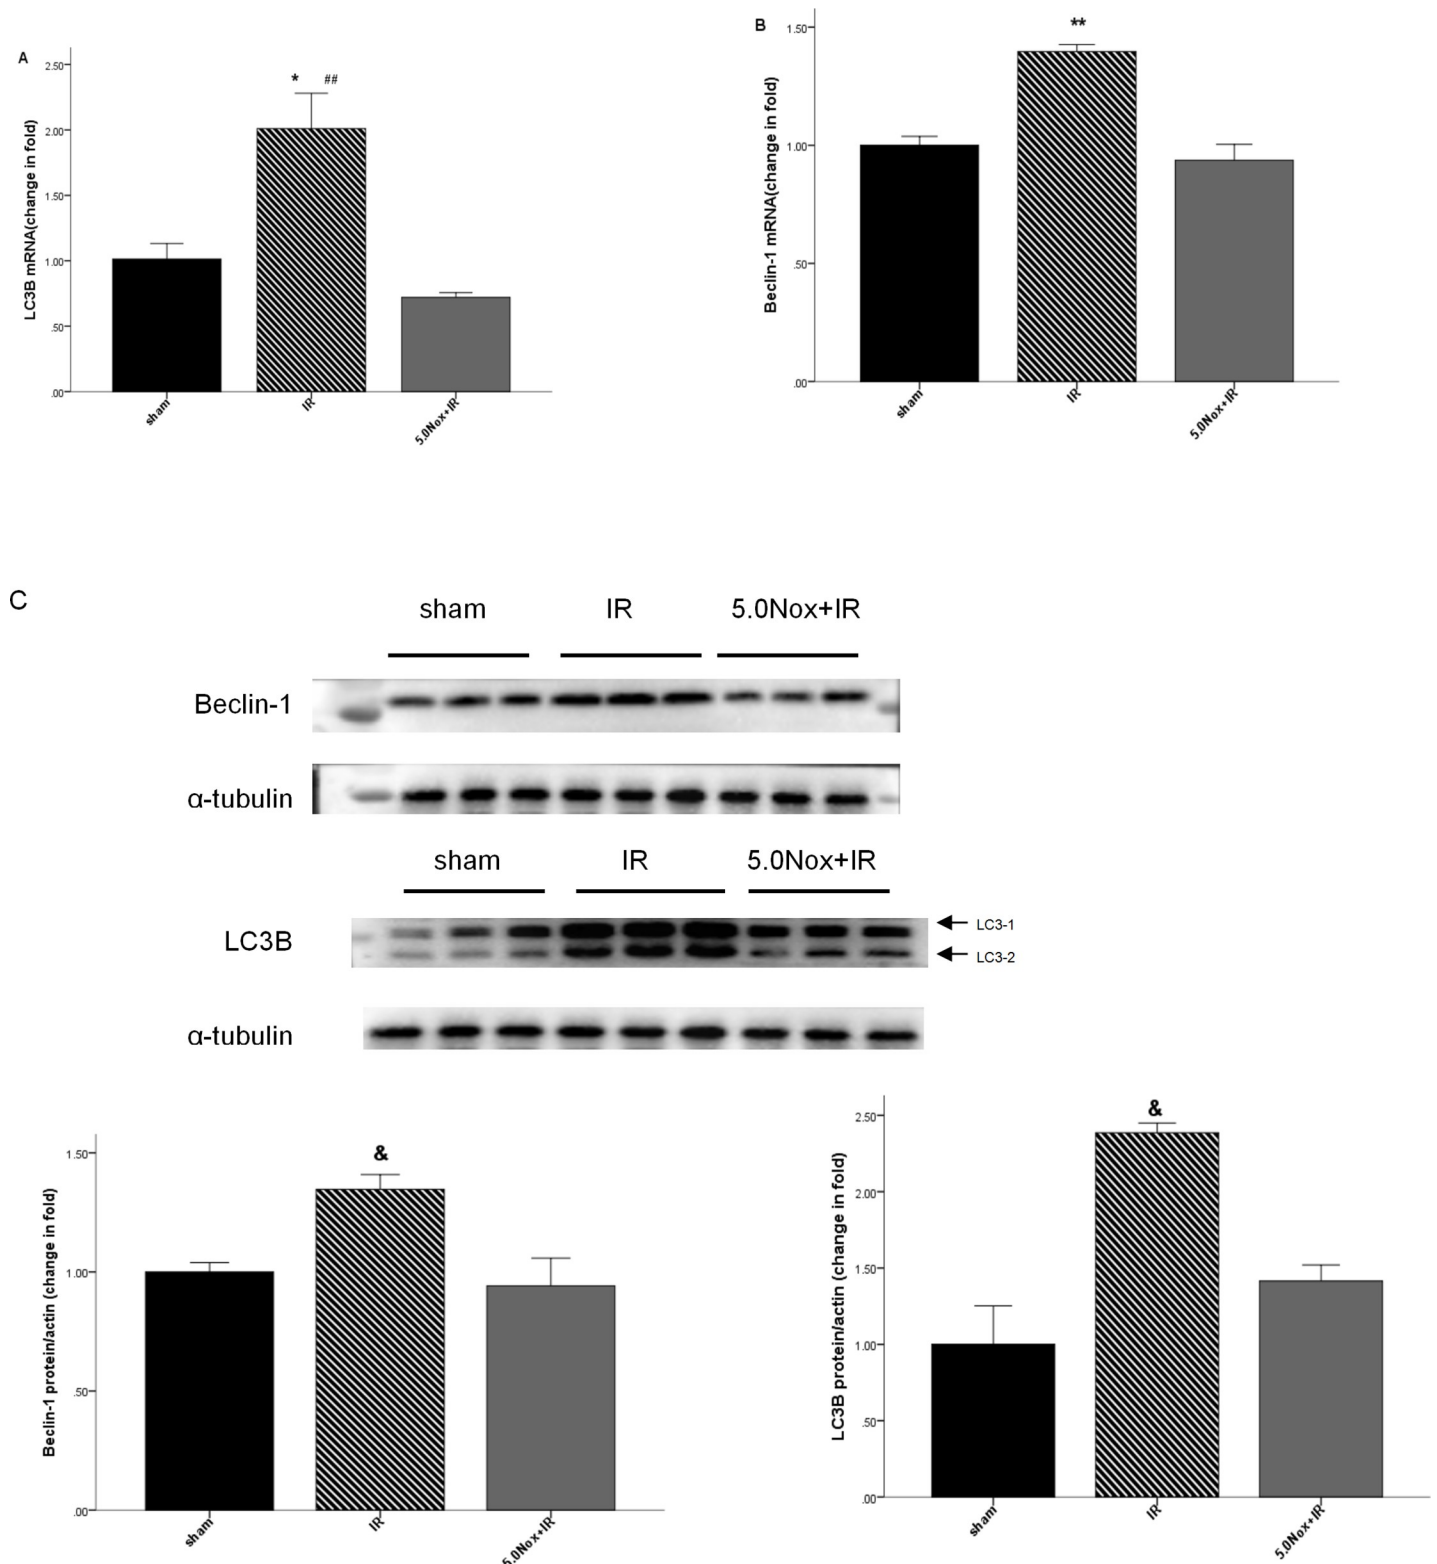 A
LC3B mRNA(change in fold)
2.50
2.00
1.50
1.00
.50
.00
* ##
sham
IR
5.0Nox+IR
B
Beclin-1 mRNA(change in fold)
1.50
1.00
.50
.00
**
sham
IR
5.0Nox+IR
C
sham IR 5.0Nox+IR
Beclin-1
α-tubulin
sham IR 5.0Nox+IR
LC3B
LC3-1
LC3-2
α-tubulin
Beclin-1 protein/actin (change in fold)
1.50
1.00
.50
.00
&
sham
IR
5.0Nox+IR
LC3B protein/actin (change in fold)
2.50
2.00
1.50
1.00
.50
.00
&
sham
IR
5.0Nox+IR